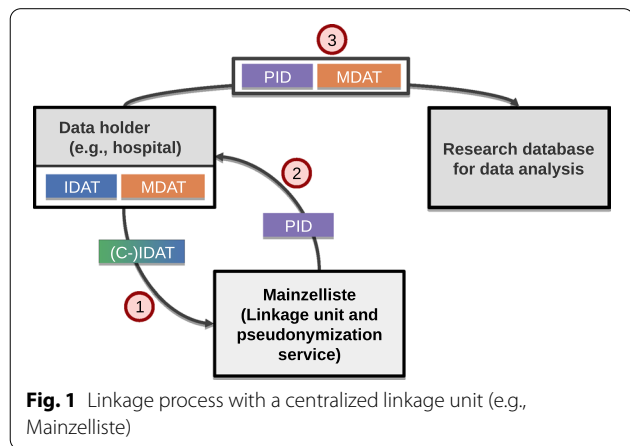 3
PID MDAT
Data holder
(e.g., hospital)
IDAT MDAT
Research database
for data analysis
2
PID
(C-)IDAT
1
Mainzelliste
(Linkage unit and
pseudonymization
service)
Fig. 1 Linkage process with a centralized linkage unit (e.g.,
Mainzelliste)